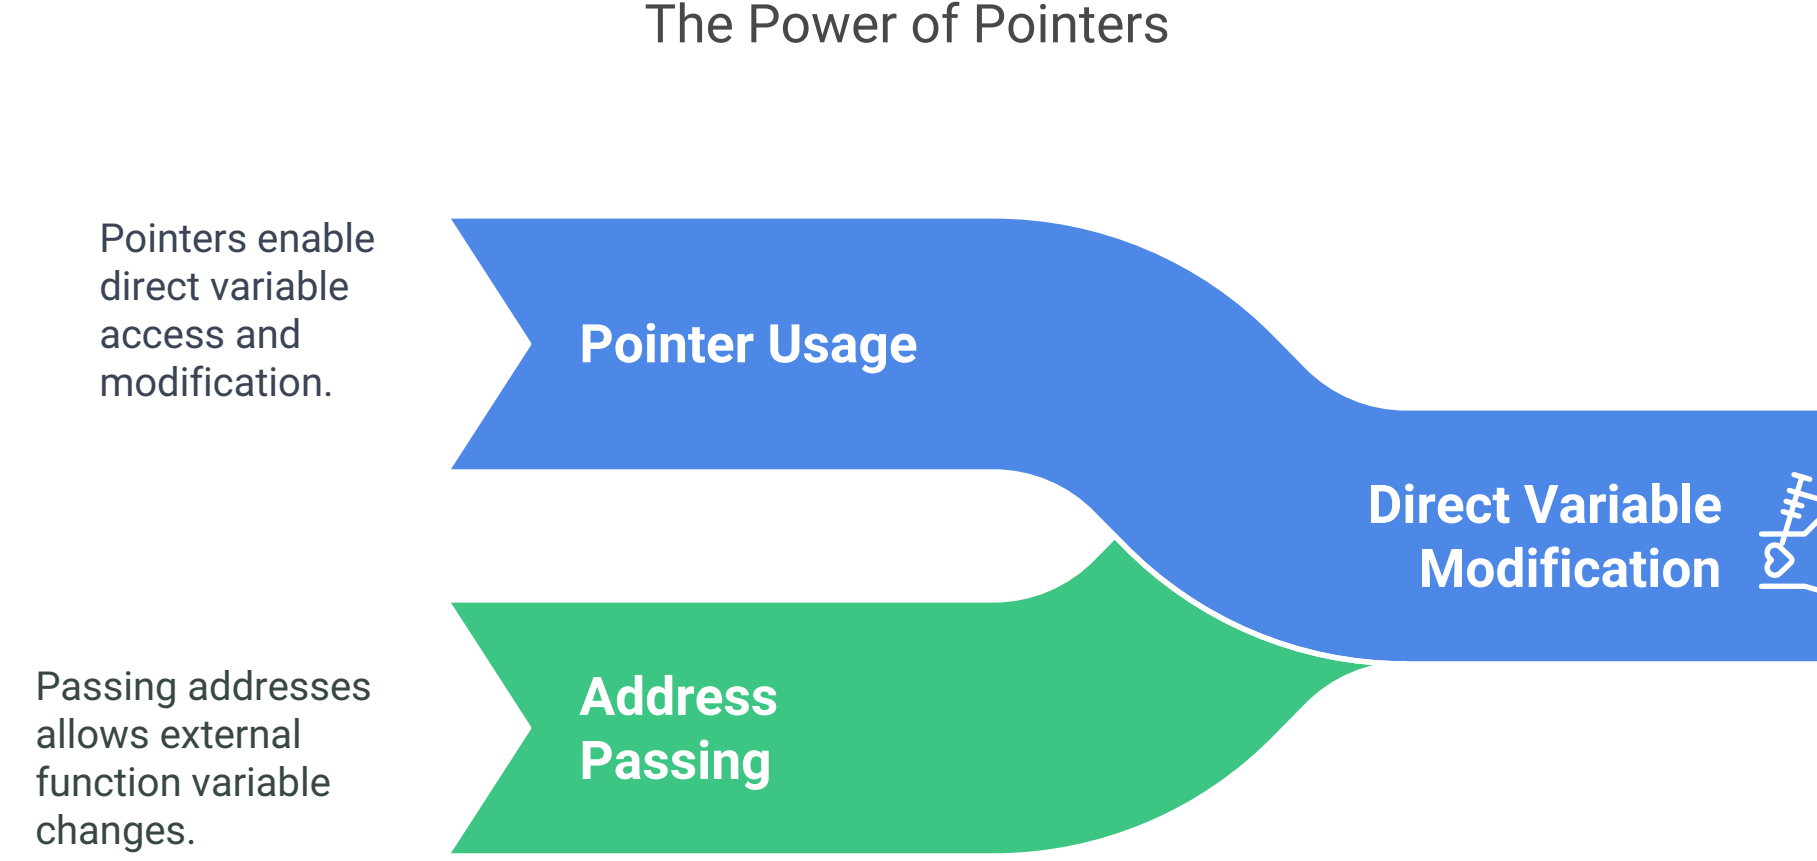 The Power of Pointers
Pointers enable
direct variable
access and
modification.
Pointer Usage
Direct Variable
Modification
Address
Passing
Passing addresses
allows external
function variable
changes.